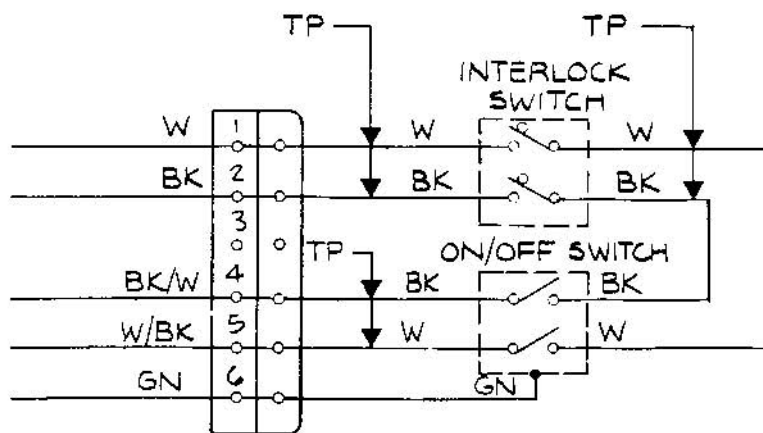 TP
TP
INTERLOCK
SWITCH
W
1
W
W
BK
2
BK
BK
3
TP
ON/OFF SWITCH
BK/W
4
BK
BK
W/BK
5
W
W
GN
6
GN